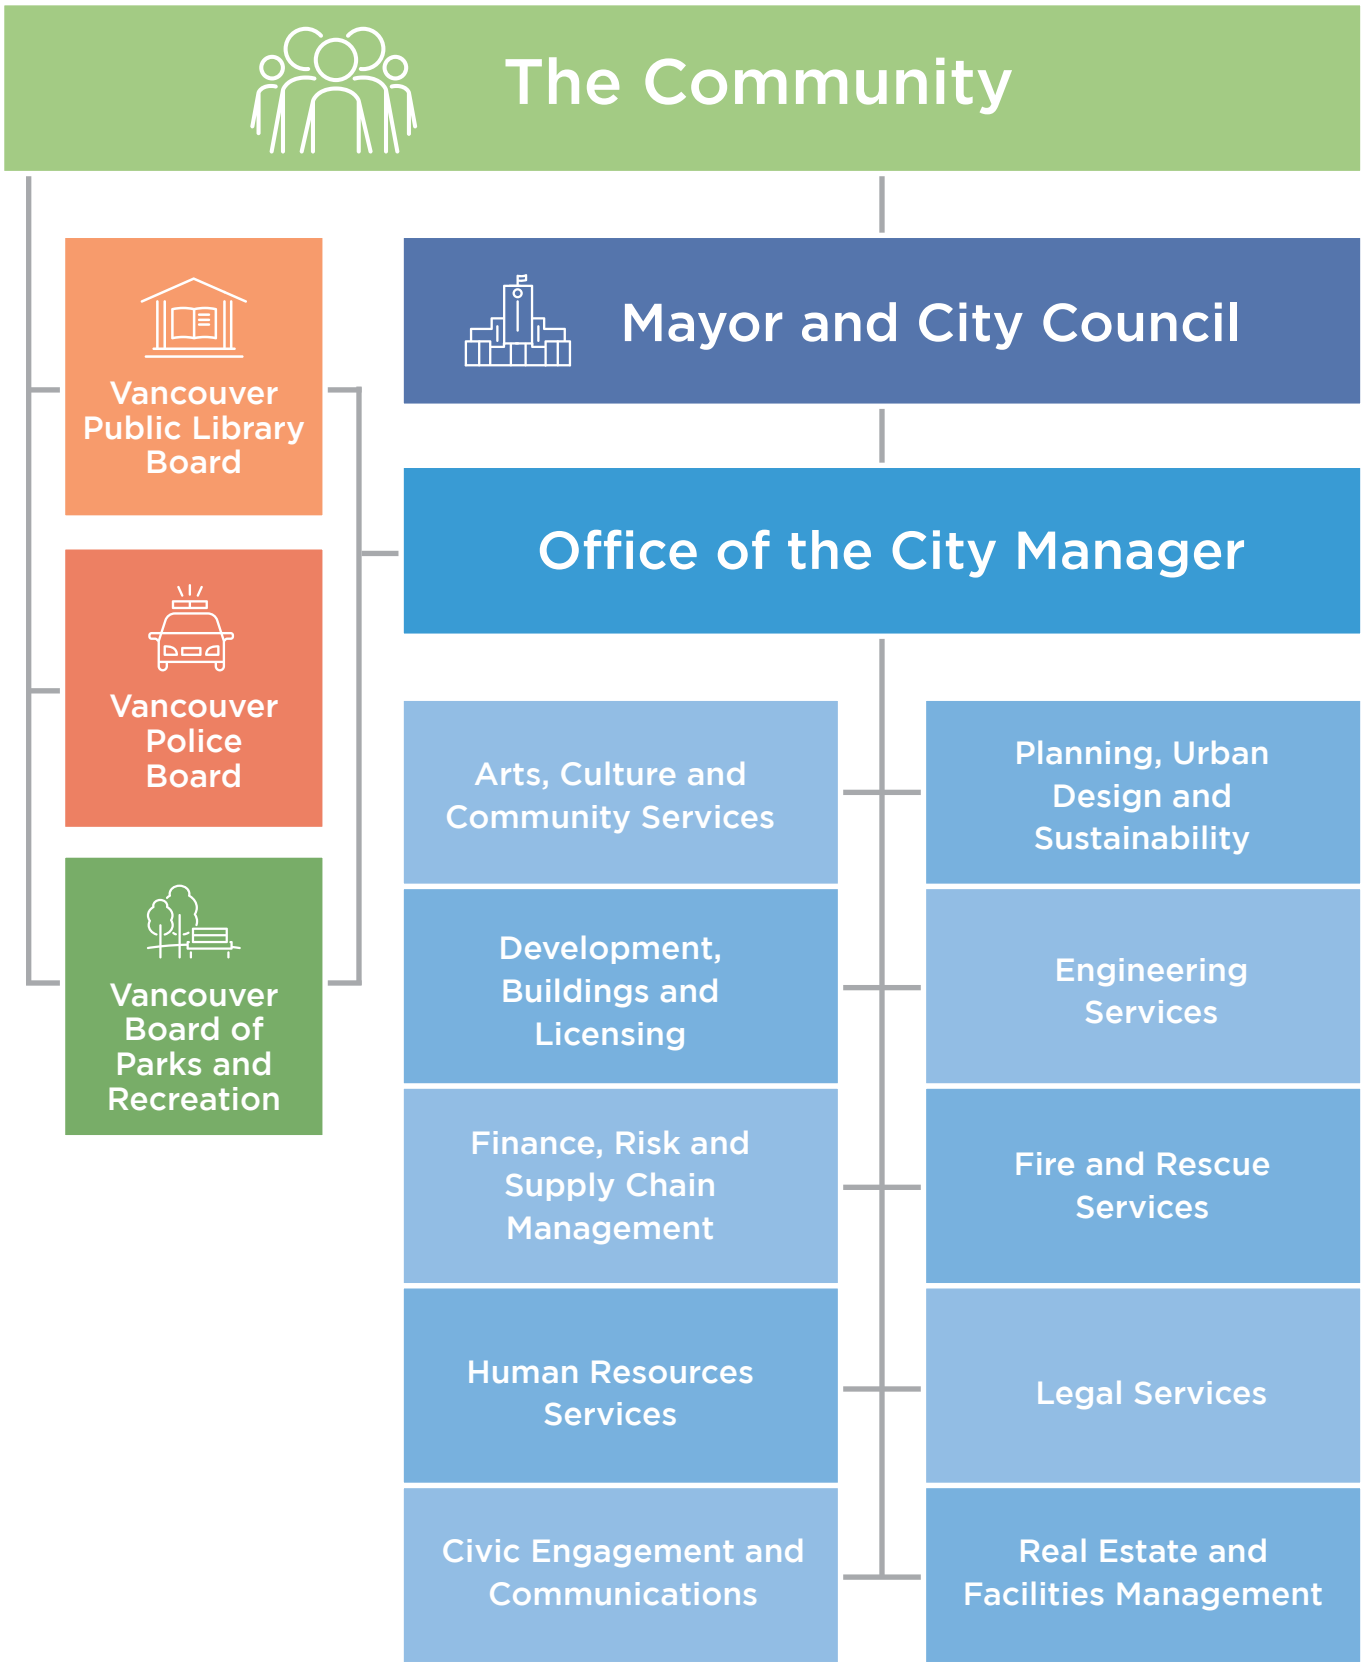 The Community
Vancouver
Public Library
Board
Mayor and City Council
Office of the City Manager
Vancouver
Police
Board
Vancouver
Board of
Parks and
Recreation
Arts, Culture and
Community Services
Planning, Urban
Design and
Sustainability
Development,
Buildings and
Licensing
Engineering
Services
Finance, Risk and
Supply Chain
Management
Fire and Rescue
Services
Human Resources
Services
Legal Services
Civic Engagement and
Communications
Real Estate and
Facilities Management